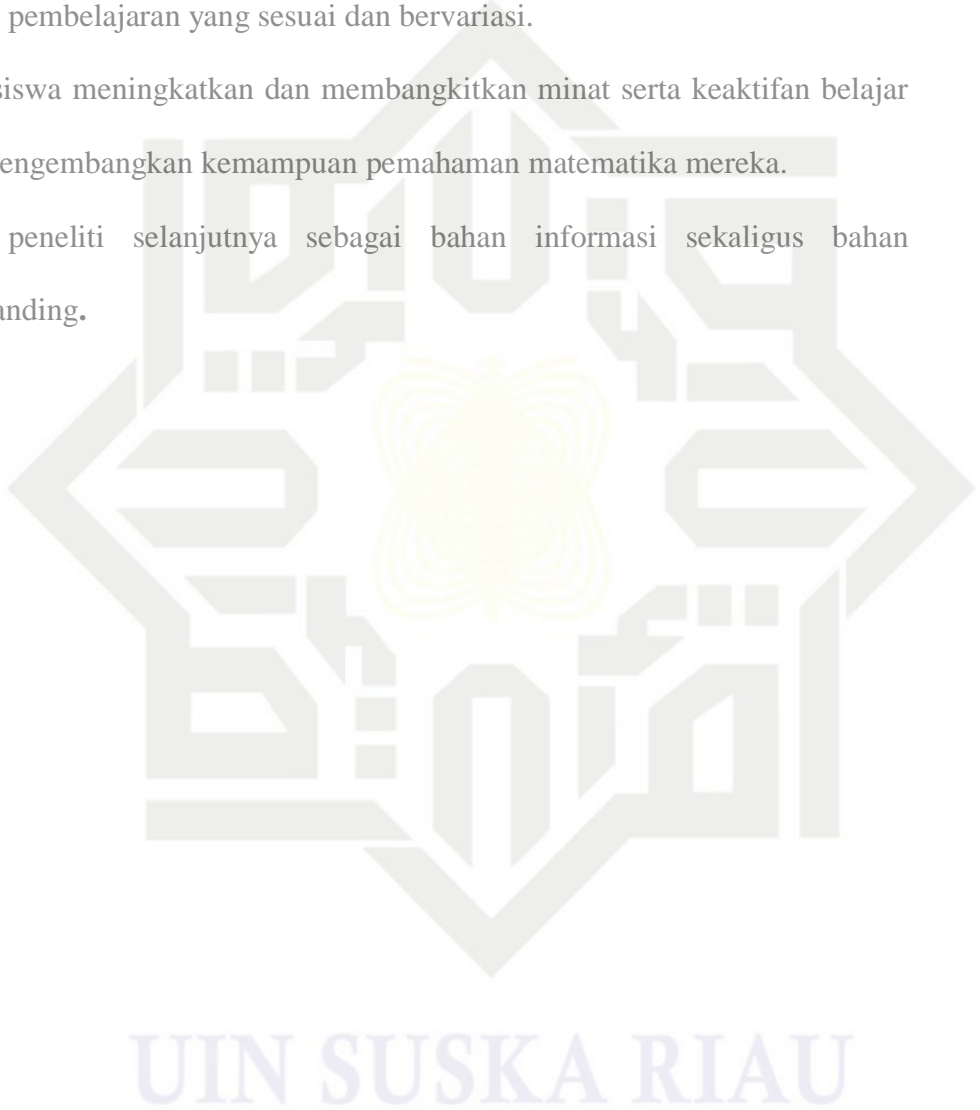 pembelajaran yang sesuai dan bervariasi.
siswa meningkatkan dan membangkitkan minat serta keaktifan belajar
engembangkan kemampuan pemahaman matematika mereka.
peneliti selanjutnya sebagai bahan informasi sekaligus bahan
anding.
UIN SUSKA RIAU